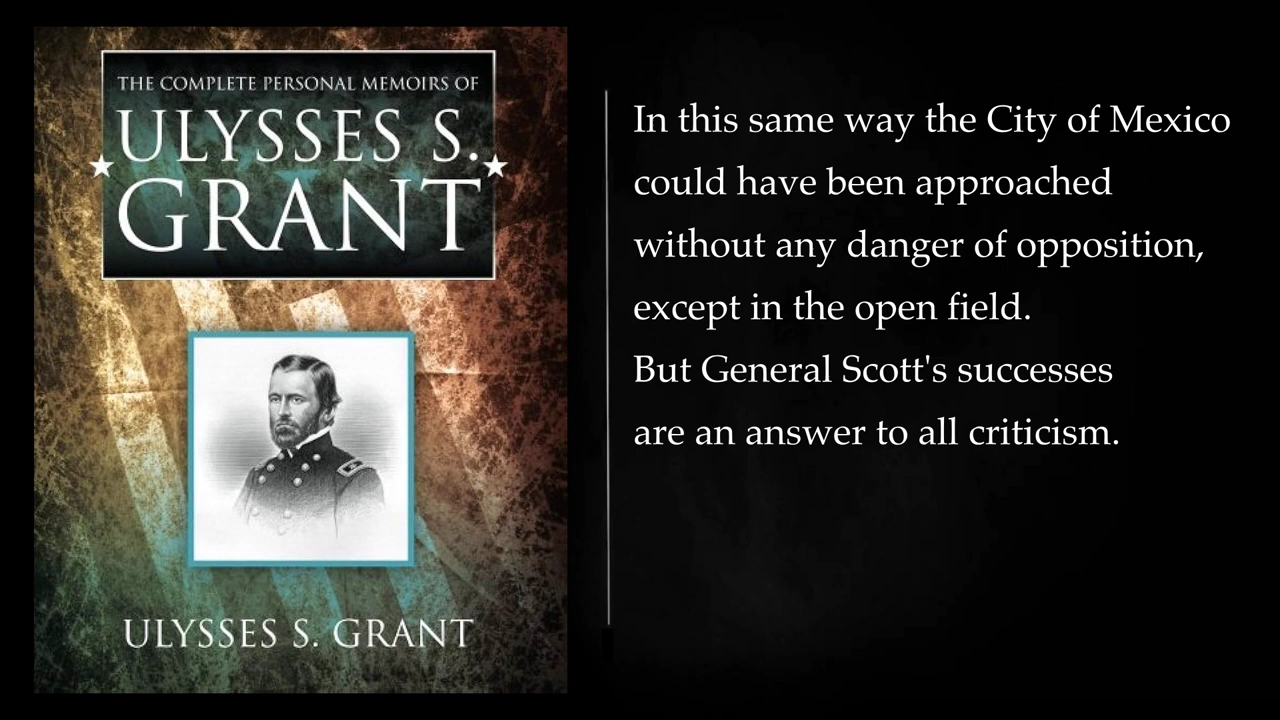 THE COMPLETE PERSONAL MEMOIRS OF
ULYSSES S.
GRANT
ULYSSES S. GRANT
In this same way the City of Mexico
could have been approached
without any danger of opposition,
except in the open field.
But General Scott's successes
are an answer to all criticism.